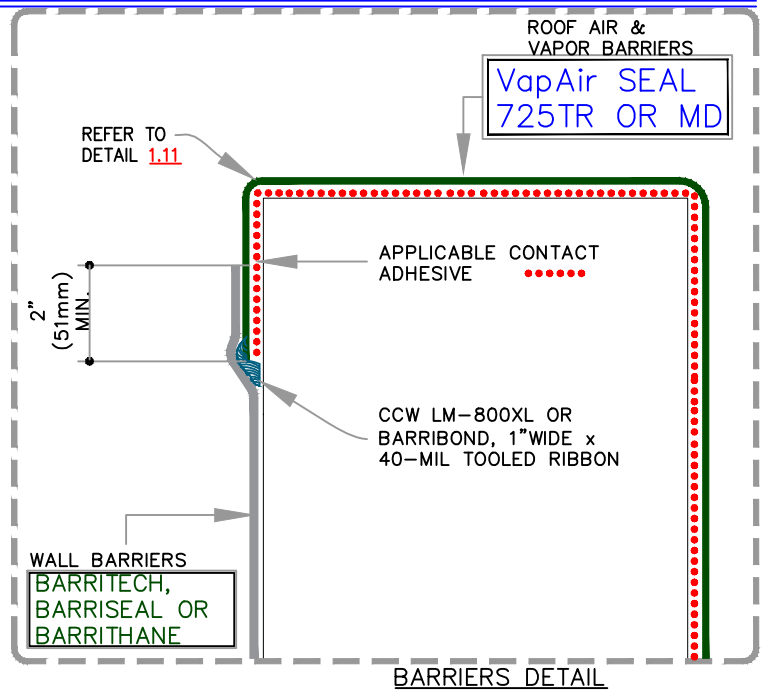 ROOF AIR &
VAPOR BARRIERS
VapAir SEAL
725TR OR MD
REFER TO
DETAIL 1.11
APPLICABLE CONTACT
ADHESIVE
2"
(51mm)
MIN.
CCW LM-800XL OR
BARRIBOND, 1"WIDE x
40-MIL TOOLED RIBBON
WALL BARRIERS
BARRITECH,
BARRISEAL OR
BARRITHANE
BARRIERS DETAIL